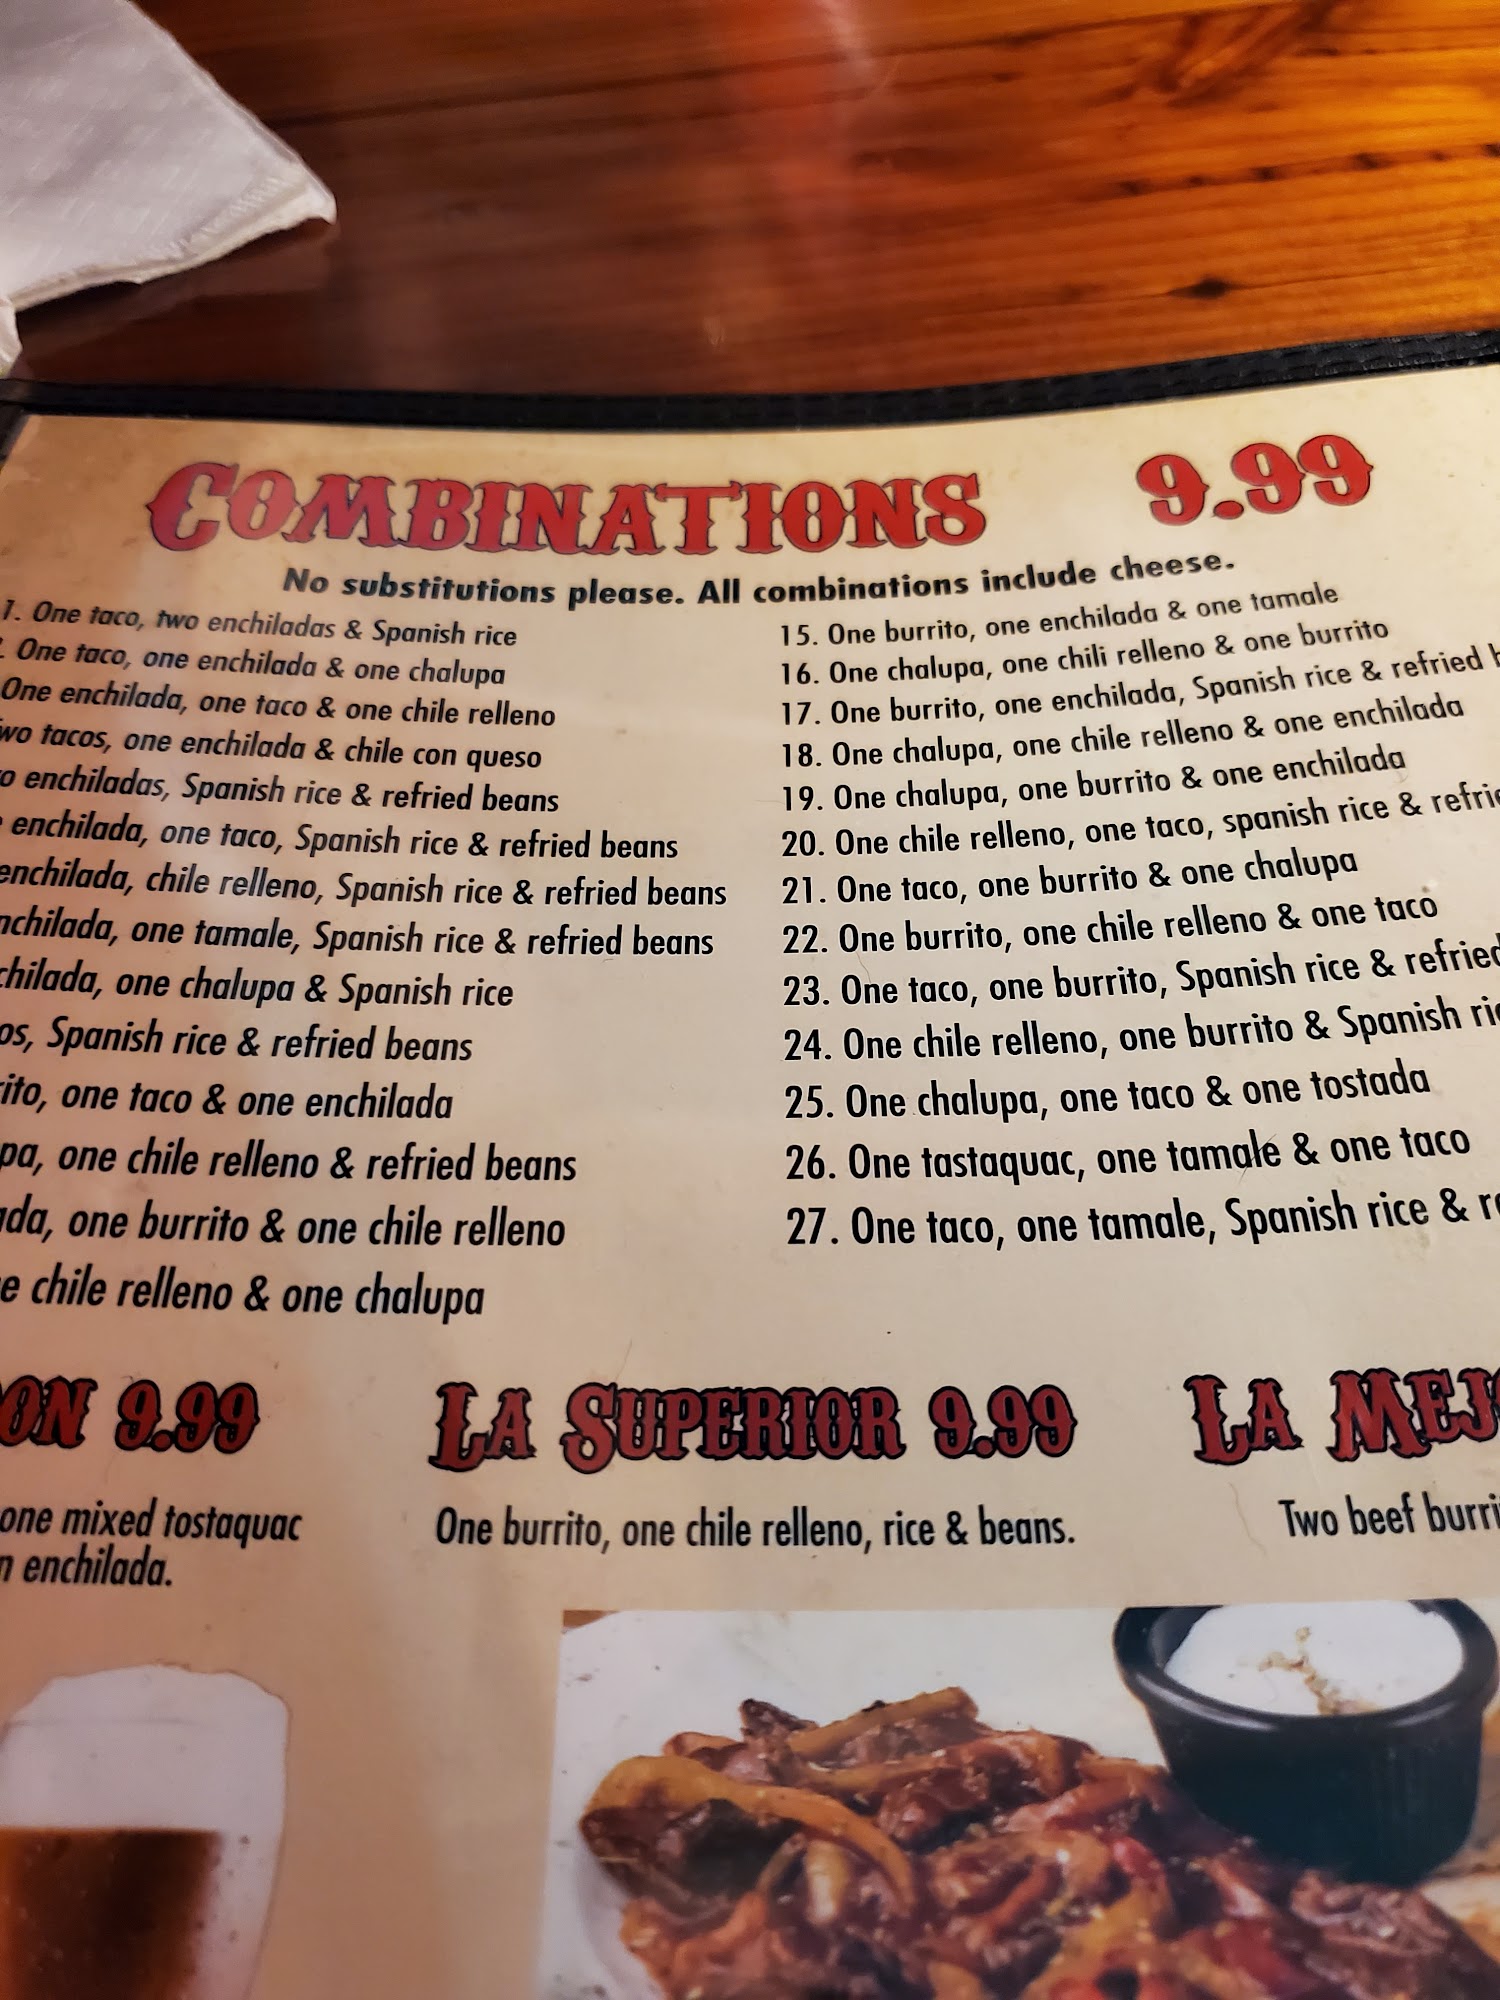 COMBINATIONS 9.99
No substitutions please. All combinations include cheese.
1. One taco, two enchiladas & Spanish rice
One taco, one enchilada & one chalupa
One enchilada, one taco & one chile relleno
tacos, one enchilada & chile con queso
enchiladas, Spanish rice & refried beans
enchilada, one taco, Spanish rice & refried beans
enchilada, chile relleno, Spanish rice & refried beans
one tamale, Spanish rice & refried beans
one chalupa & Spanish rice
Spanish rice & refried beans
one taco & one enchilada
one chile relleno & refried beans
one burrito & one chile relleno
chile relleno & one chalupa
15. One burrito, one enchilada & one tamale
16. One chalupa, one chili relleno & one burrito
17. One burrito, one enchilada, Spanish rice & refried
18. One chalupa, one chile relleno & one enchilada
19. One chalupa, one burrito & one enchilada
20. One chile relleno, one taco, spanish rice &
21. One taco, one burrito & one chalupa
22. One burrito, one chile relleno & one taco
23. One taco, one burrito, Spanish rice & refried
24. One chile relleno, one burrito & Spanish
25. One chalupa, one taco & one tostada
26. One tastaquac, one tamale & one taco
27. One taco, one tamale, Spanish rice &
9.99
one mixed tostaquac
enchilada.
LA SUPERIOR 9.99
One burrito, one chile relleno, rice & beans.
LA
Two beef